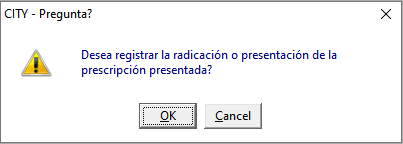 CITY - Pregunta?
Desea registrar la radicación o presentación de la
prescripción presentada?
OK
Cancel